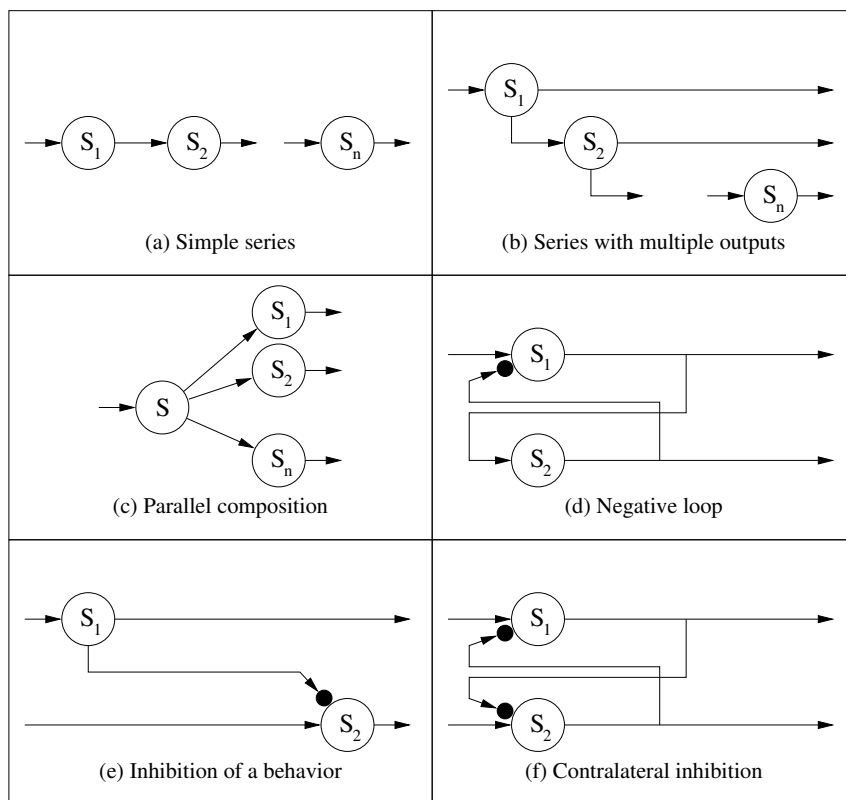 S1 S2 Sn
(a) Simple series
S1
S2
Sn
(b) Series with multiple outputs
S1
S2
S
Sn
(c) Parallel composition
S1
S2
(d) Negative loop
S1
S2
(e) Inhibition of a behavior
S1
S2
(f) Contralateral inhibition